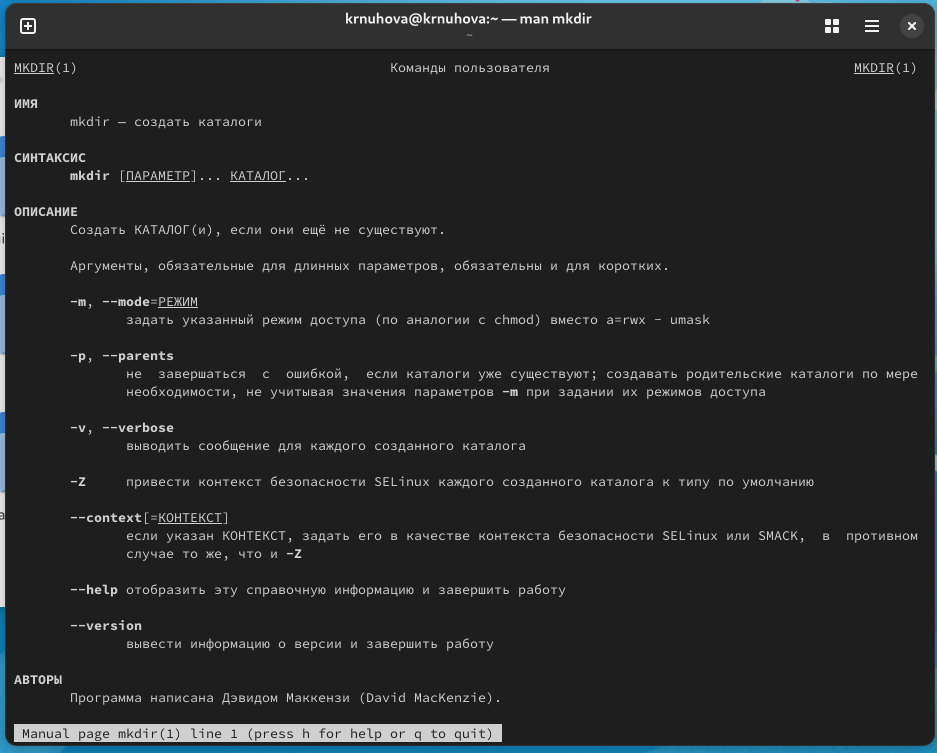 krnuhova@krnuhova:~ — man mkdir
~
MKDIR(1) Команды пользователя MKDIR(1)
ИМЯ
mkdir — создать каталоги
СИНТАКСИС
mkdir [ПАРАМЕТР]... КАТАЛОГ...
ОПИСАНИЕ
Создать КАТАЛОГ(и), если они ещё не существуют.
Аргументы, обязательные для длинных параметров, обязательны и для коротких.
-m, --mode=РЕЖИМ
задать указанный режим доступа (по аналогии с chmod) вместо a=rwx - umask
-p, --parents
не завершаться с ошибкой, если каталоги уже существуют; создавать родительские каталоги по мере
необходимости, не учитывая значения параметров -m при задании их режимов доступа
-v, --verbose
выводить сообщение для каждого созданного каталога
-Z привести контекст безопасности SELinux каждого созданного каталога к типу по умолчанию
--context[=КОНТЕКСТ]
если указан КОНТЕКСТ, задать его в качестве контекста безопасности SELinux или SMACK, в противном
случае то же, что и -Z
--help отобразить эту справочную информацию и завершить работу
--version
вывести информацию о версии и завершить работу
АВТОРЫ
Программа написана Дэвидом Маккензи (David MacKenzie).
Manual page mkdir(1) line 1 (press h for help or q to quit)